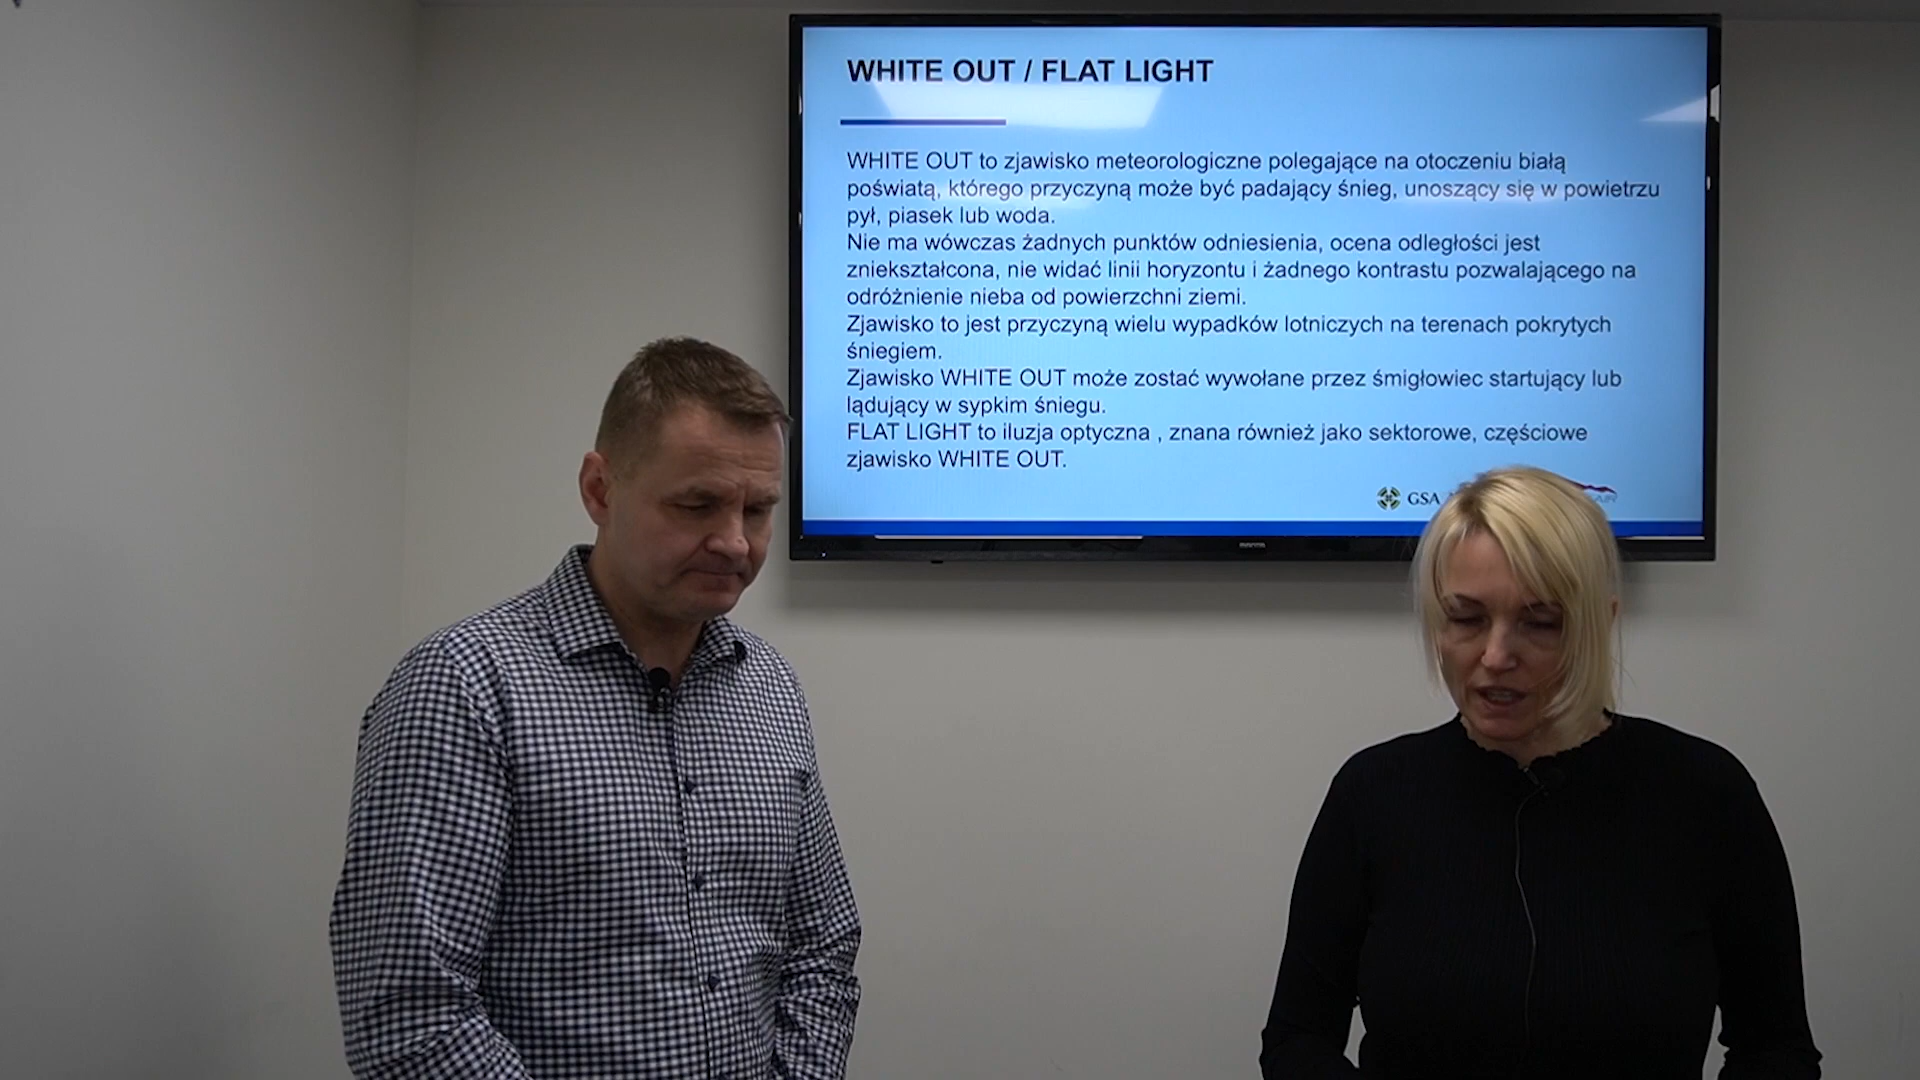 WHITE OUT / FLAT LIGHT
WHITE OUT to zjawisko meteorologiczne polegające na otoczeniu białą
poświatą, którego przyczyną może być padający śnieg, unoszący się w powietrzu
pył, piasek lub woda.
Nie ma wówczas żadnych punktów odniesienia, ocena odległości jest
zniekształcona, nie widać linii horyzontu i żadnego kontrastu pozwalającego na
odróżnienie nieba od powierzchni ziemi.
Zjawisko to jest przyczyną wielu wypadków lotniczych na terenach pokrytych
śniegiem.
Zjawisko WHITE OUT może zostać wywołane przez śmigłowiec startujący lub
lądujący w sypkim śniegu.
FLAT LIGHT to iluzja optyczna , znana również jako sektorowe, częściowe
zjawisko WHITE OUT.
GSA